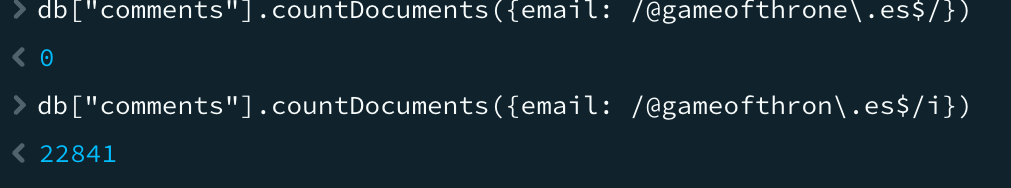 > db["comments"].countDocuments({email: /@gameofthrone\.es$/})
< 0
> db["comments"].countDocuments({email: /@gameofthron\.es$/i})
< 22841